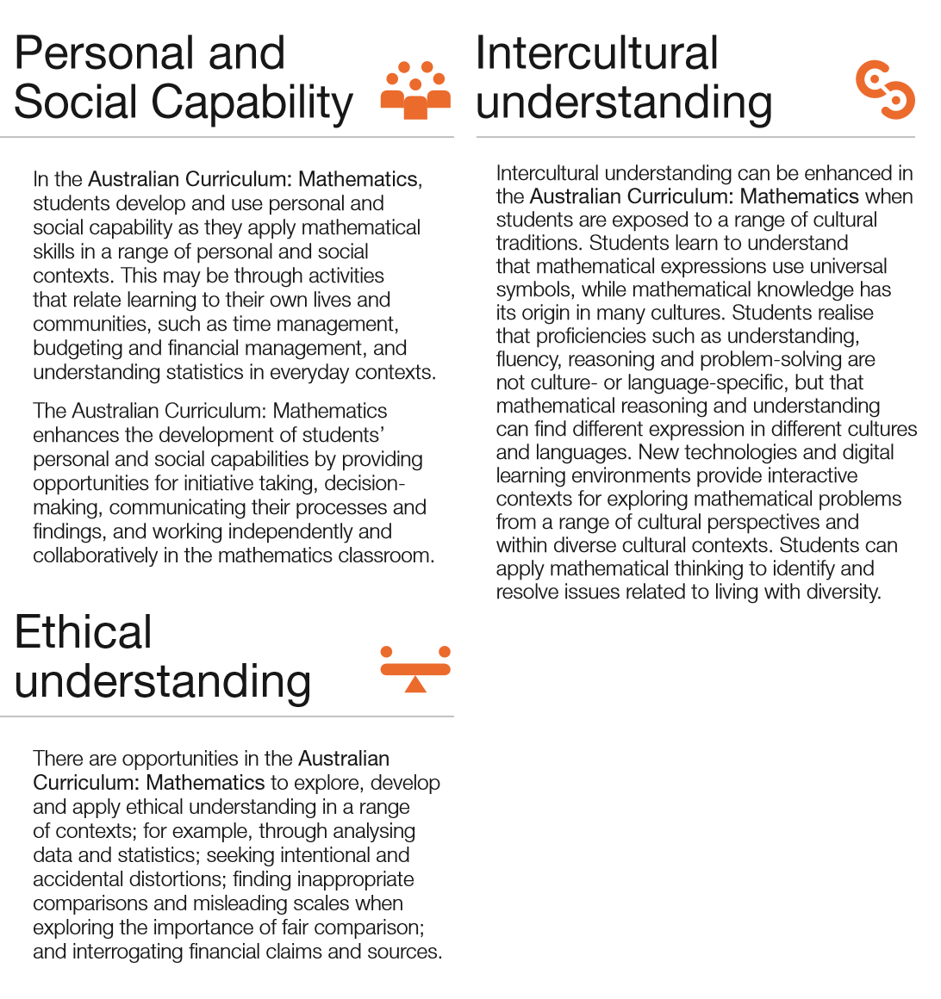 Personal and
Social Capability
In the Australian Curriculum: Mathematics,
students develop and use personal and
social capability as they apply mathematical
skills in a range of personal and social
contexts. This may be through activities
that relate learning to their own lives and
communities, such as time management,
budgeting and financial management, and
understanding statistics in everyday contexts.
The Australian Curriculum: Mathematics
enhances the development of students’
personal and social capabilities by providing
opportunities for initiative taking, decision-
making, communicating their processes and
findings, and working independently and
collaboratively in the mathematics classroom.
Ethical
understanding
There are opportunities in the Australian
Curriculum: Mathematics to explore, develop
and apply ethical understanding in a range
of contexts; for example, through analysing
data and statistics; seeking intentional and
accidental distortions; finding inappropriate
comparisons and misleading scales when
exploring the importance of fair comparison;
and interrogating financial claims and sources.
Intercultural
understanding
Intercultural understanding can be enhanced in
the Australian Curriculum: Mathematics when
students are exposed to a range of cultural
traditions. Students learn to understand
that mathematical expressions use universal
symbols, while mathematical knowledge has
its origin in many cultures. Students realise
that proficiencies such as understanding,
fluency, reasoning and problem-solving are
not culture- or language-specific, but that
mathematical reasoning and understanding
can find different expression in different cultures
and languages. New technologies and digital
learning environments provide interactive
contexts for exploring mathematical problems
from a range of cultural perspectives and
within diverse cultural contexts. Students can
apply mathematical thinking to identify and
resolve issues related to living with diversity.